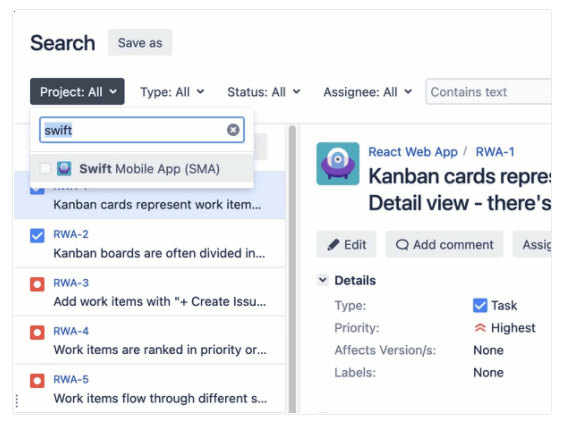 Search Save as
Project: All Type: All Status: All Assignee: All Contains text
swift
Swift Mobile App (SMA)
Kanban cards represent work item...
RWA-2
Kanban boards are often divided in...
RWA-3
Add work items with "+ Create Issu...
RWA-4
Work items are ranked in priority or...
RWA-5
Work items flow through different s...
React Web App / RWA-1
Kanban cards repres
Detail view - there's
Edit Add comment Assig
Details
Type: Task
Priority: Highest
Affects Version/s: None
Labels: None